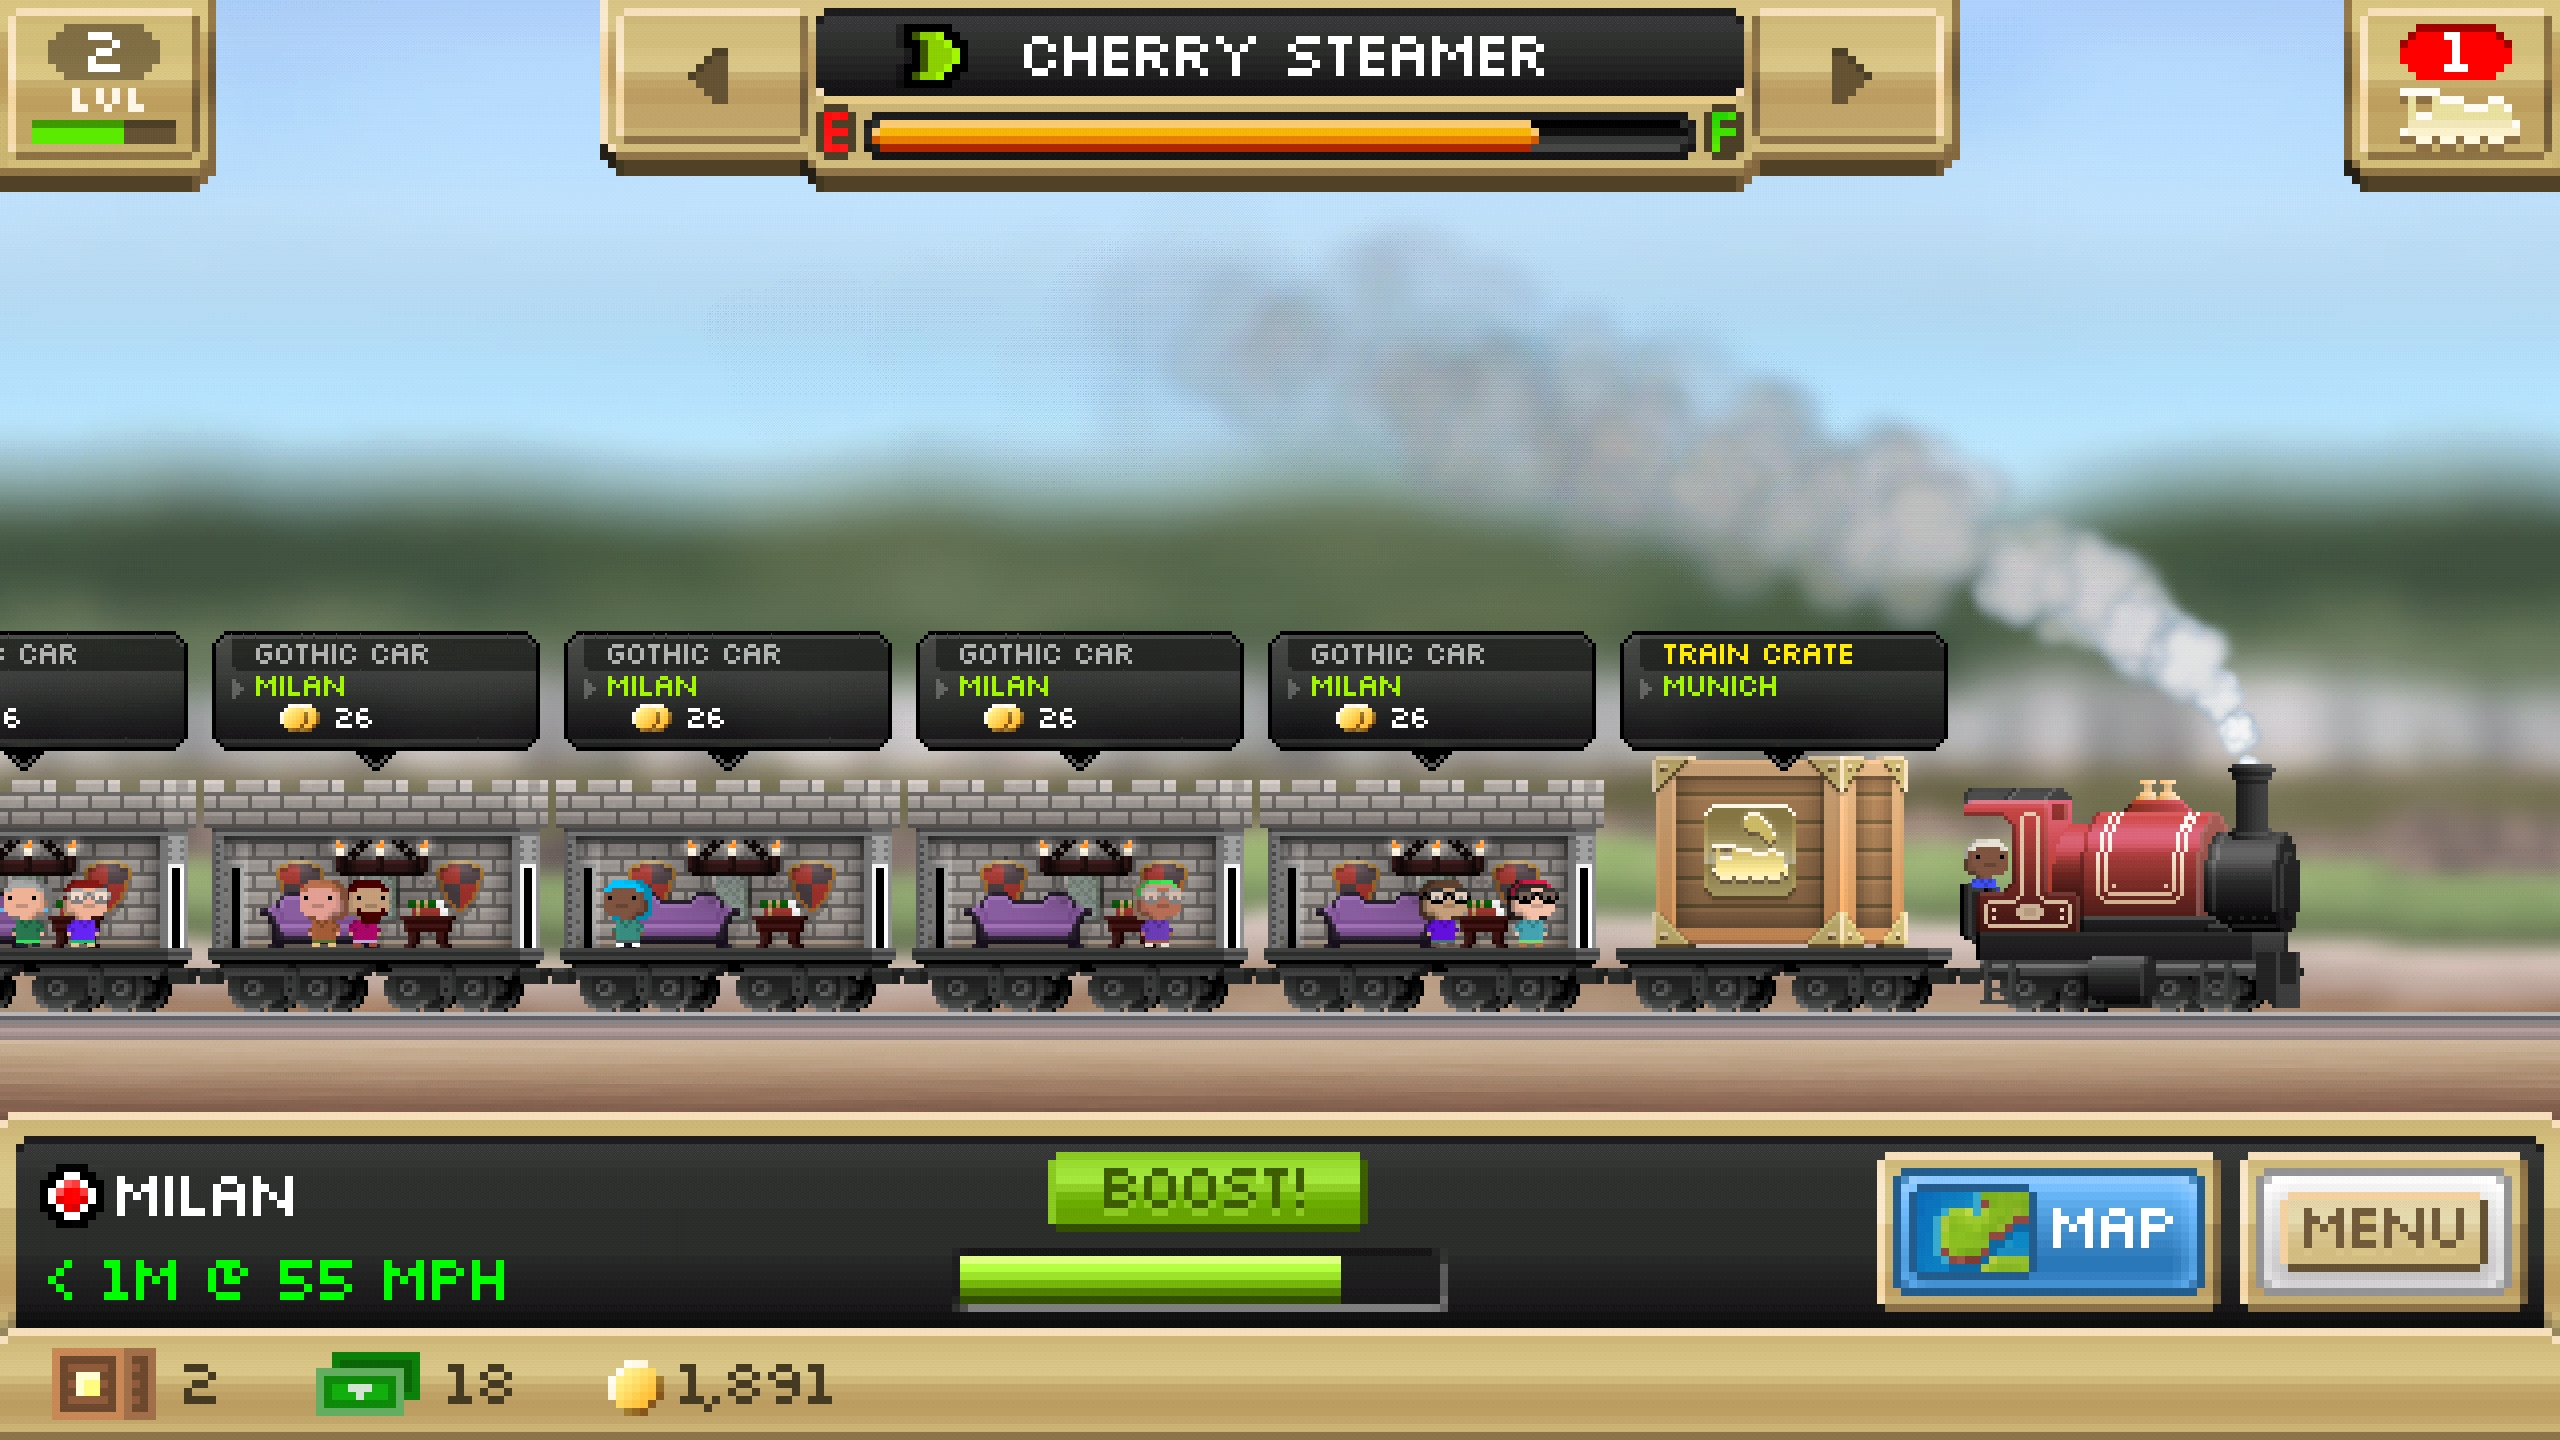 2
LVL
CHERRY STEAMER
E
F
1
CAR
6
GOTHIC CAR
MILAN
26
GOTHIC CAR
MILAN
26
GOTHIC CAR
MILAN
26
GOTHIC CAR
MILAN
26
TRAIN CRATE
MUNICH
MILAN
< 1M @ 55 MPH
BOOST!
MAP
MENU
2
18
1,891